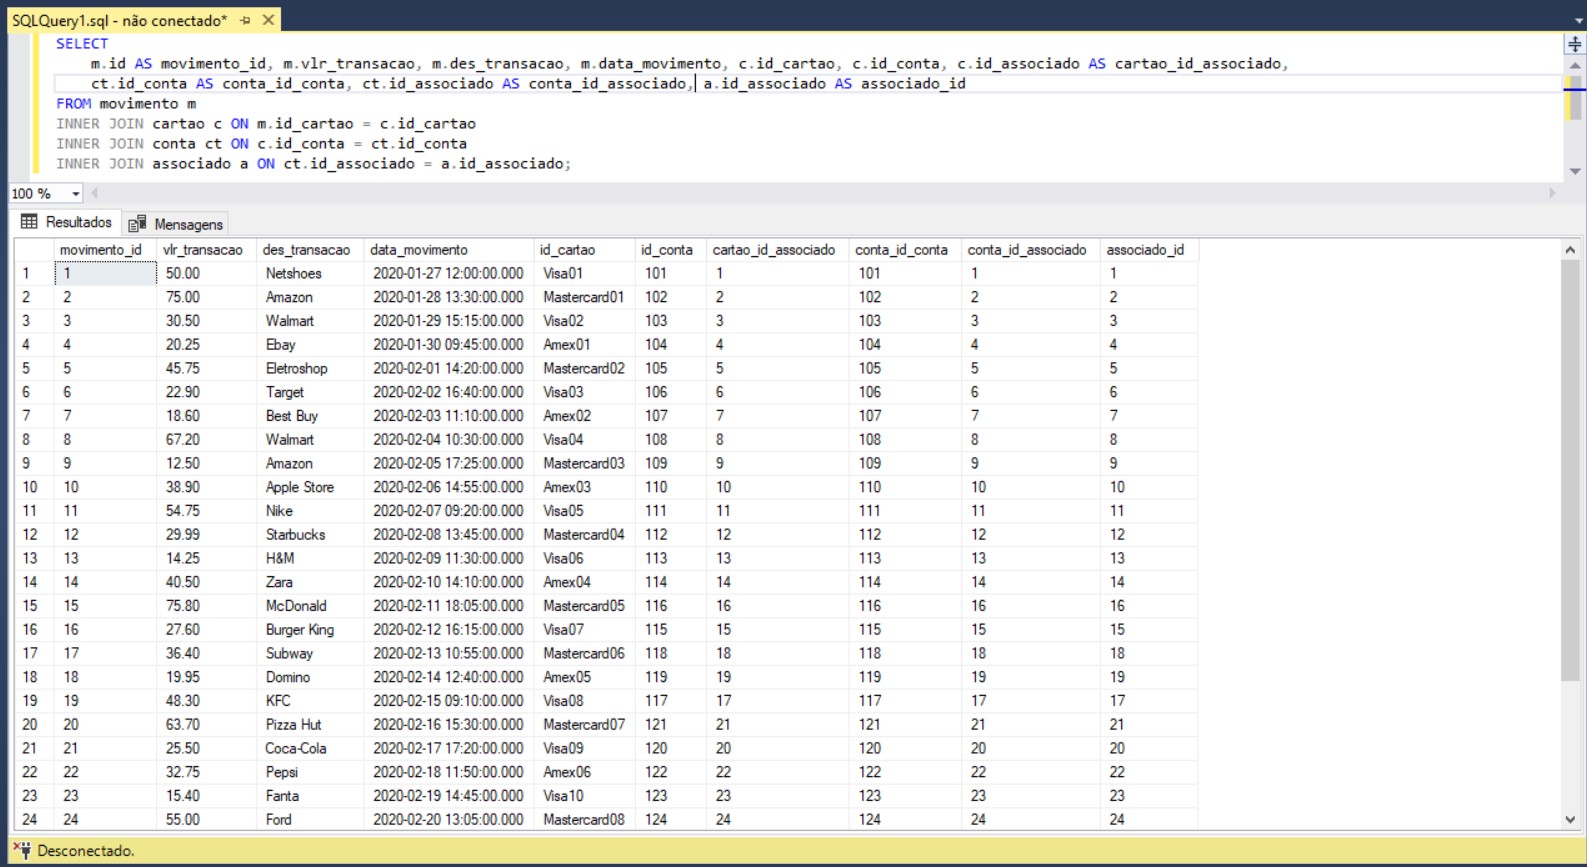 SQLQuery1.sql - não conectado*
SELECT
m.id AS movimento_id, m.vlr_transacao, m.des_transacao, m.data_movimento, c.id_cartao, c.id_conta, c.id_associado AS cartao_id_associado,
ct.id_conta AS conta_id_conta, ct.id_associado AS conta_id_associado, a.id_associado AS associado_id
FROM movimento m
INNER JOIN cartao c ON m.id_cartao = c.id_cartao
INNER JOIN conta ct ON c.id_conta = ct.id_conta
INNER JOIN associado a ON ct.id_associado = a.id_associado;
100 %
Resultados Mensagens
movimento_id vlr_transacao des_transacao data_movimento id_cartao id_conta cartao_id_associado conta_id_conta conta_id_associado associado_id
1 1 50.00 Netshoes 2020-01-27 12:00:00.000 Visa01 101 1 101 1 1
2 2 75.00 Amazon 2020-01-28 13:30:00.000 Mastercard01 102 2 102 2 2
3 3 30.50 Walmart 2020-01-29 15:15:00.000 Visa02 103 3 103 3 3
4 4 20.25 Ebay 2020-01-30 09:45:00.000 Amex01 104 4 104 4 4
5 5 45.75 Eletroshop 2020-02-01 14:20:00.000 Mastercard02 105 5 105 5 5
6 6 22.90 Target 2020-02-02 16:40:00.000 Visa03 106 6 106 6 6
7 7 18.60 Best Buy 2020-02-03 11:10:00.000 Amex02 107 7 107 7 7
8 8 67.20 Walmart 2020-02-04 10:30:00.000 Visa04 108 8 108 8 8
9 9 12.50 Amazon 2020-02-05 17:25:00.000 Mastercard03 109 9 109 9 9
10 10 38.90 Apple Store 2020-02-06 14:55:00.000 Amex03 110 10 110 10 10
11 11 54.75 Nike 2020-02-07 09:20:00.000 Visa05 111 11 111 11 11
12 12 29.99 Starbucks 2020-02-08 13:45:00.000 Mastercard04 112 12 112 12 12
13 13 14.25 H&M 2020-02-09 11:30:00.000 Visa06 113 13 113 13 13
14 14 40.50 Zara 2020-02-10 14:10:00.000 Amex04 114 14 114 14 14
15 15 75.80 McDonald 2020-02-11 18:05:00.000 Mastercard05 116 16 116 16 16
16 16 27.60 Burger King 2020-02-12 16:15:00.000 Visa07 115 15 115 15 15
17 17 36.40 Subway 2020-02-13 10:55:00.000 Mastercard06 118 18 118 18 18
18 18 19.95 Domino 2020-02-14 12:40:00.000 Amex05 119 19 119 19 19
19 19 48.30 KFC 2020-02-15 09:10:00.000 Visa08 117 17 117 17 17
20 20 63.70 Pizza Hut 2020-02-16 15:30:00.000 Mastercard07 121 21 121 21 21
21 21 25.50 Coca-Cola 2020-02-17 17:20:00.000 Visa09 120 20 120 20 20
22 22 32.75 Pepsi 2020-02-18 11:50:00.000 Amex06 122 22 122 22 22
23 23 15.40 Fanta 2020-02-19 14:45:00.000 Visa10 123 23 123 23 23
24 24 55.00 Ford 2020-02-20 13:05:00.000 Mastercard08 124 24 124 24 24
Desconectado.